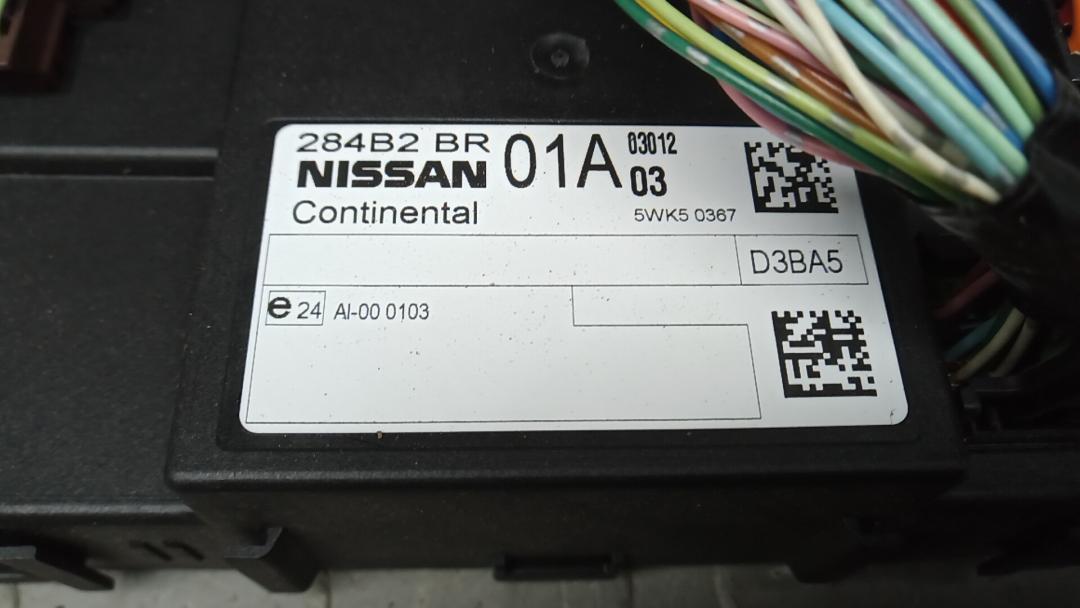 284B2 BR 01A 03012
NISSAN 03
Continental 5WK5 0367
D3BA5
e 24 AI-00 0103